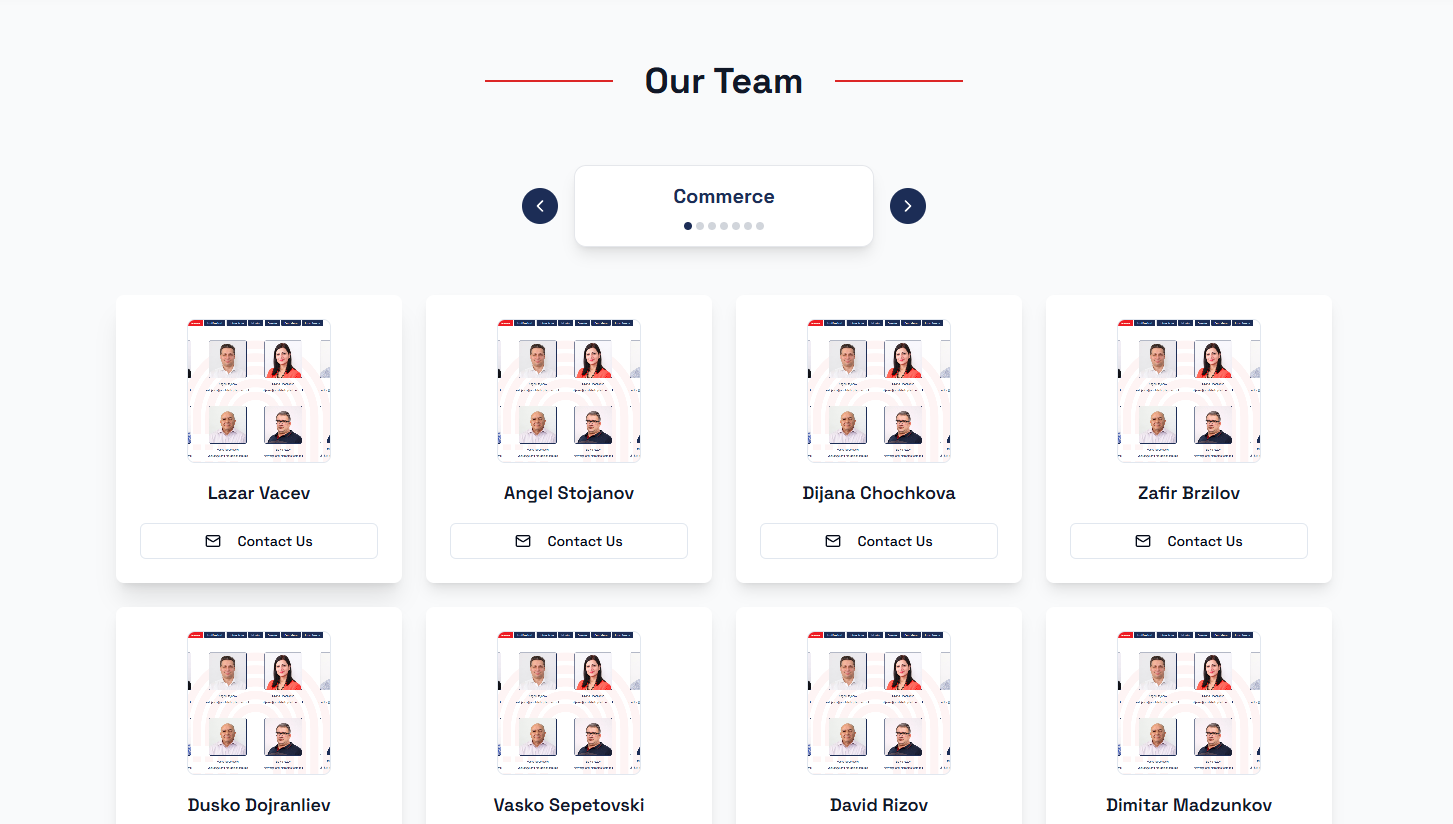 Our Team
Commerce
Lazar Vacev
Angel Stojanov
Dijana Chochkova
Zafir Brzilov
Contact Us
Contact Us
Contact Us
Contact Us
Dusko Dojranliev
Vasko Sepetovski
David Rizov
Dimitar Madzunkov